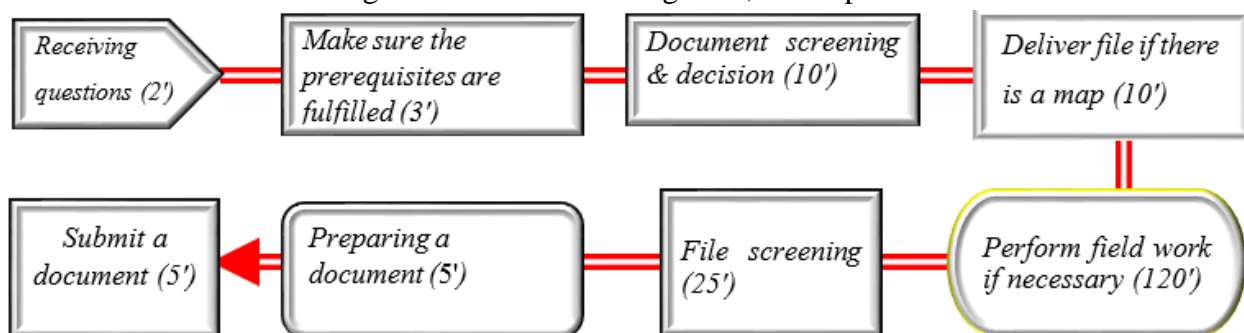 Receiving
questions (2')
Make sure the
prerequisites are
fulfilled (3')
Document screening
& decision (10')
Deliver file if there
is a map (10')
Perform field work
if necessary (120')
File screening
(25')
Preparing a
document (5')
Submit a
document (5')